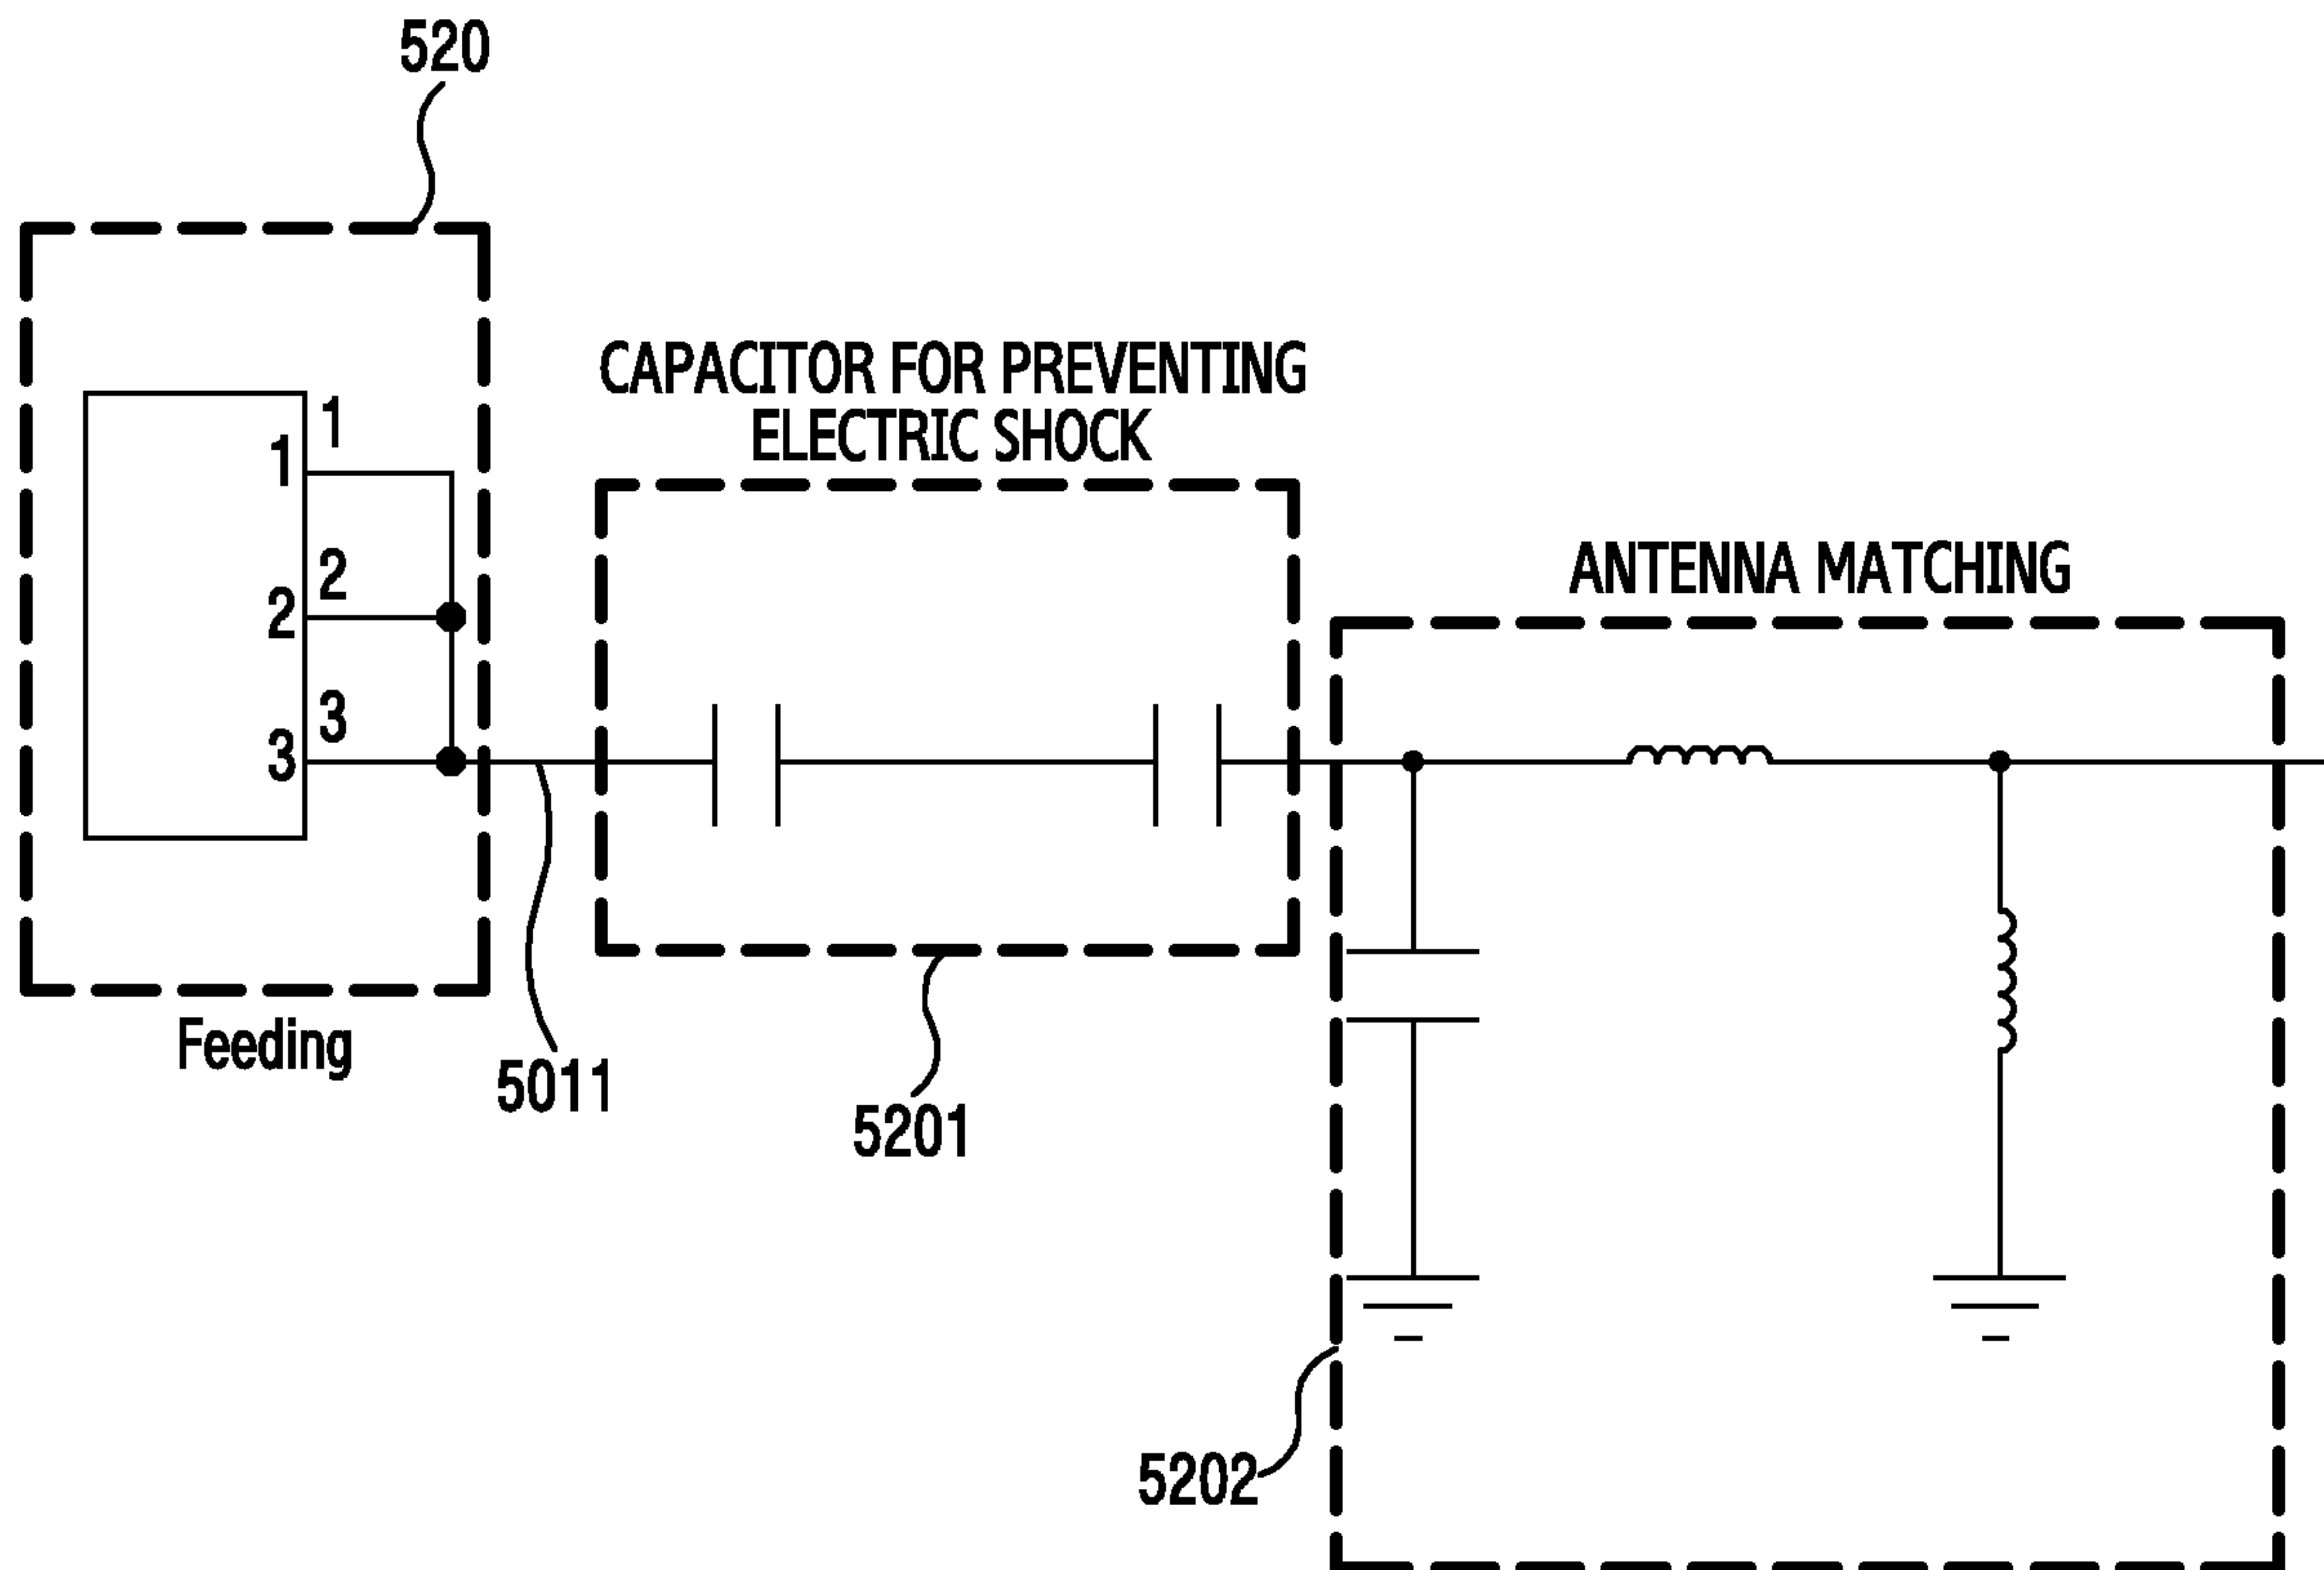 520
CAPACITOR FOR PREVENTING
ELECTRIC SHOCK
1
1
ANTENNA MATCHING
2
2
3
3
Feeding
5011
5201
5202